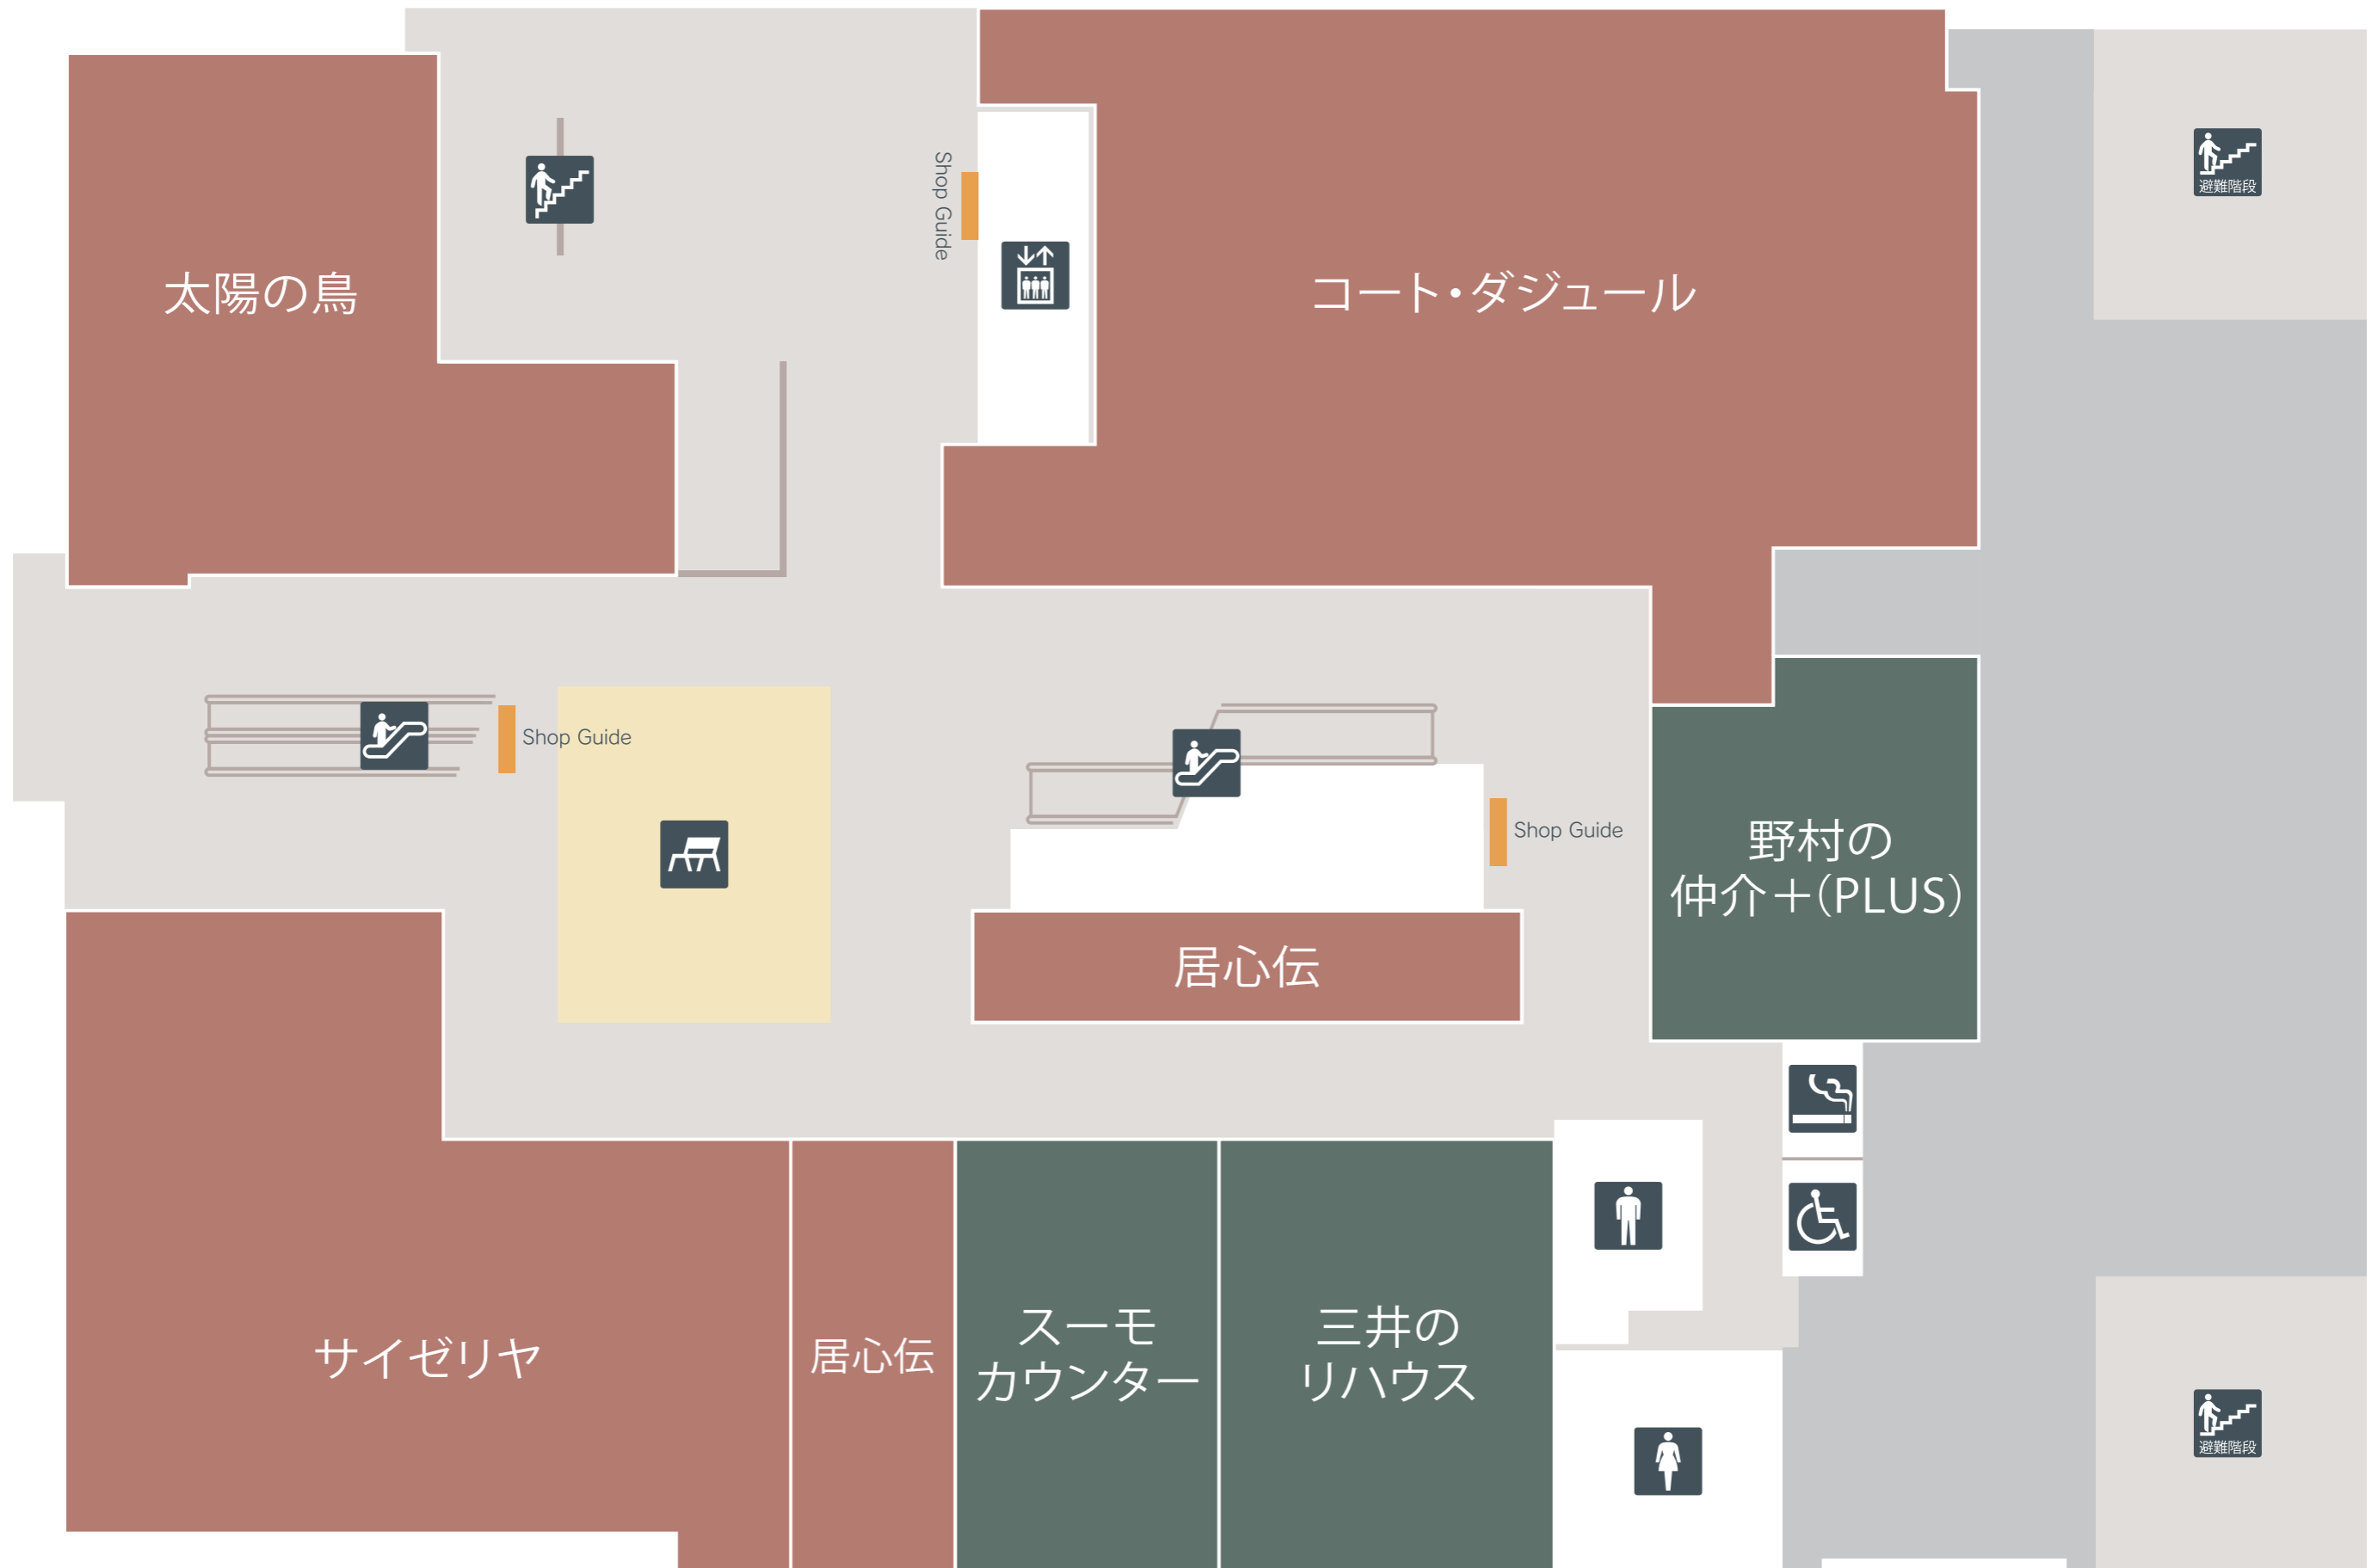 避難階段
Shop Guide
太陽の鳥
コート・ダジュール
Shop Guide
Shop Guide
野村の
仲介＋(PLUS)
居心伝
サイゼリヤ
居心伝
スーモ
カウンター
三井の
リハウス
避難階段